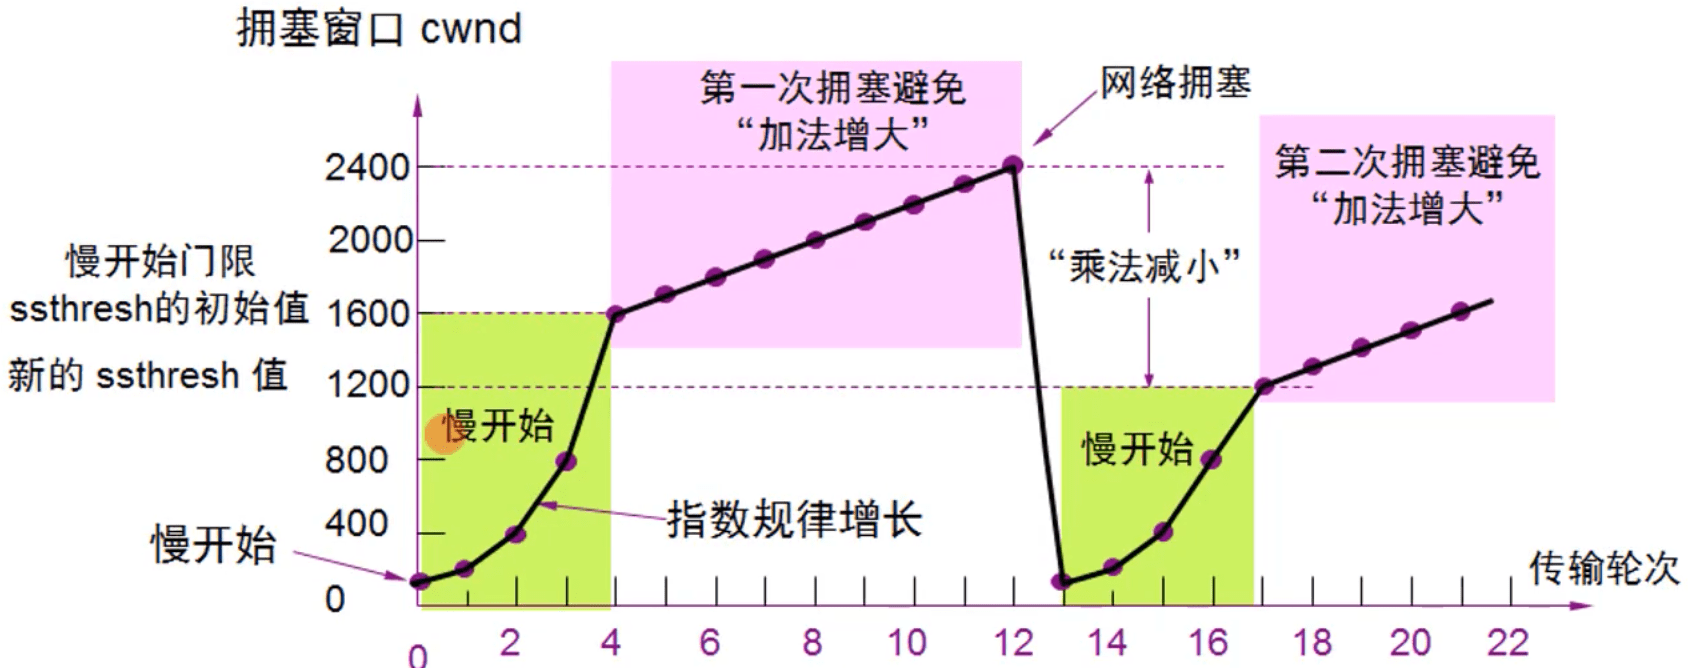 拥塞窗口 cwnd
第一次拥塞避免
“加法增大”
网络拥塞
第二次拥塞避免
“加法增大”
2400
2000
慢开始门限
ssthresh的初始值
1600
新的 ssthresh 值
1200
“乘法减小”
慢开始
800
慢开始
400
指数规律增长
慢开始
0
传输轮次
0 2 4 6 8 10 12 14 16 18 20 22